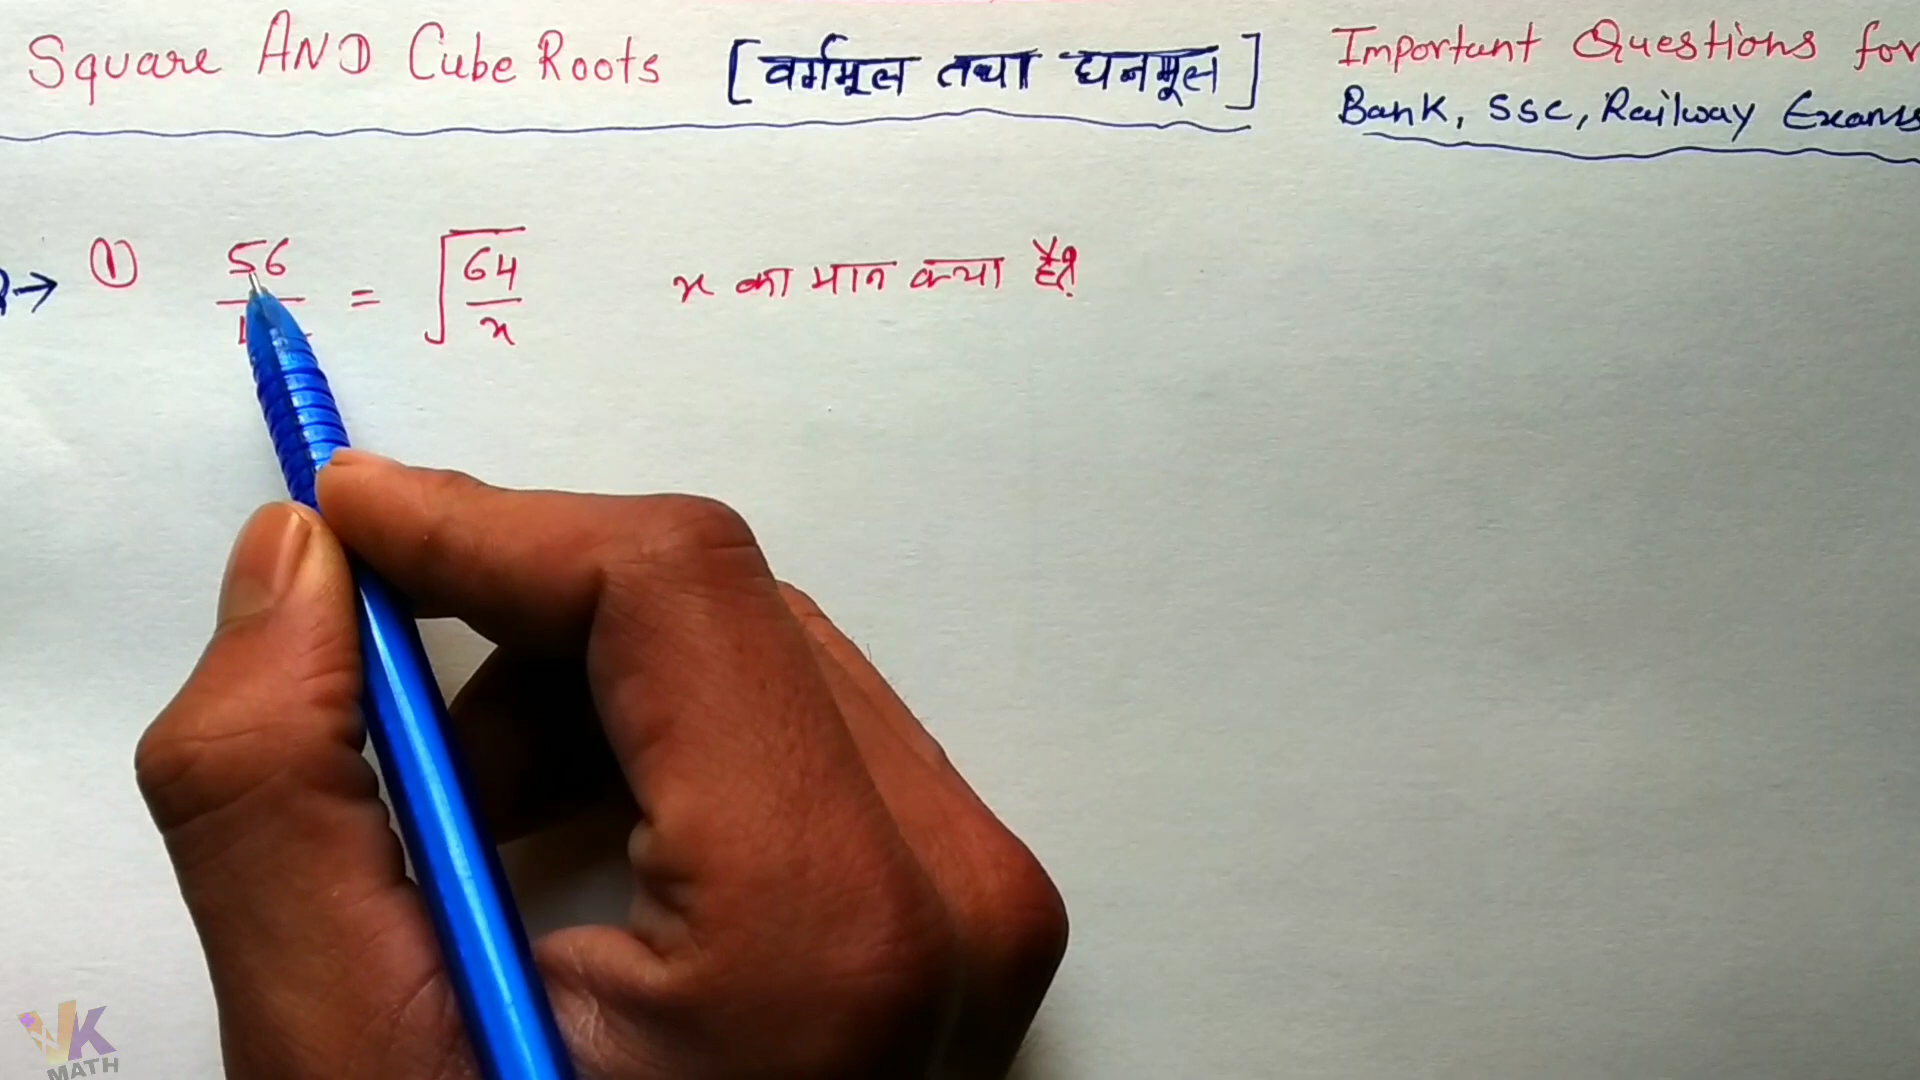 Square AND Cube Roots [वर्गमूल तथा घनमूल]
Important Questions for
Bank, SSC, Railway Exams
① 56 = √64/x x का मान क्या है?
VK
MATH